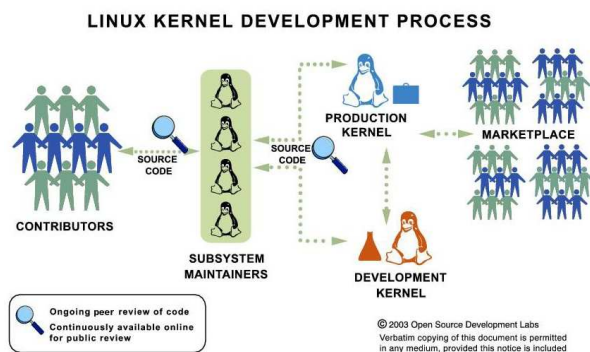 LINUX KERNEL DEVELOPMENT PROCESS
CONTRIBUTORS
SOURCE
CODE
SUBSYSTEM
MAINTAINERS
SOURCE
CODE
PRODUCTION
KERNEL
MARKETPLACE
DEVELOPMENT
KERNEL
Ongoing peer review of code
Continuously available online
for public review
© 2003 Open Source Development Labs
Verbatim copying of this document is permitted
in any medium, provided this notice is included